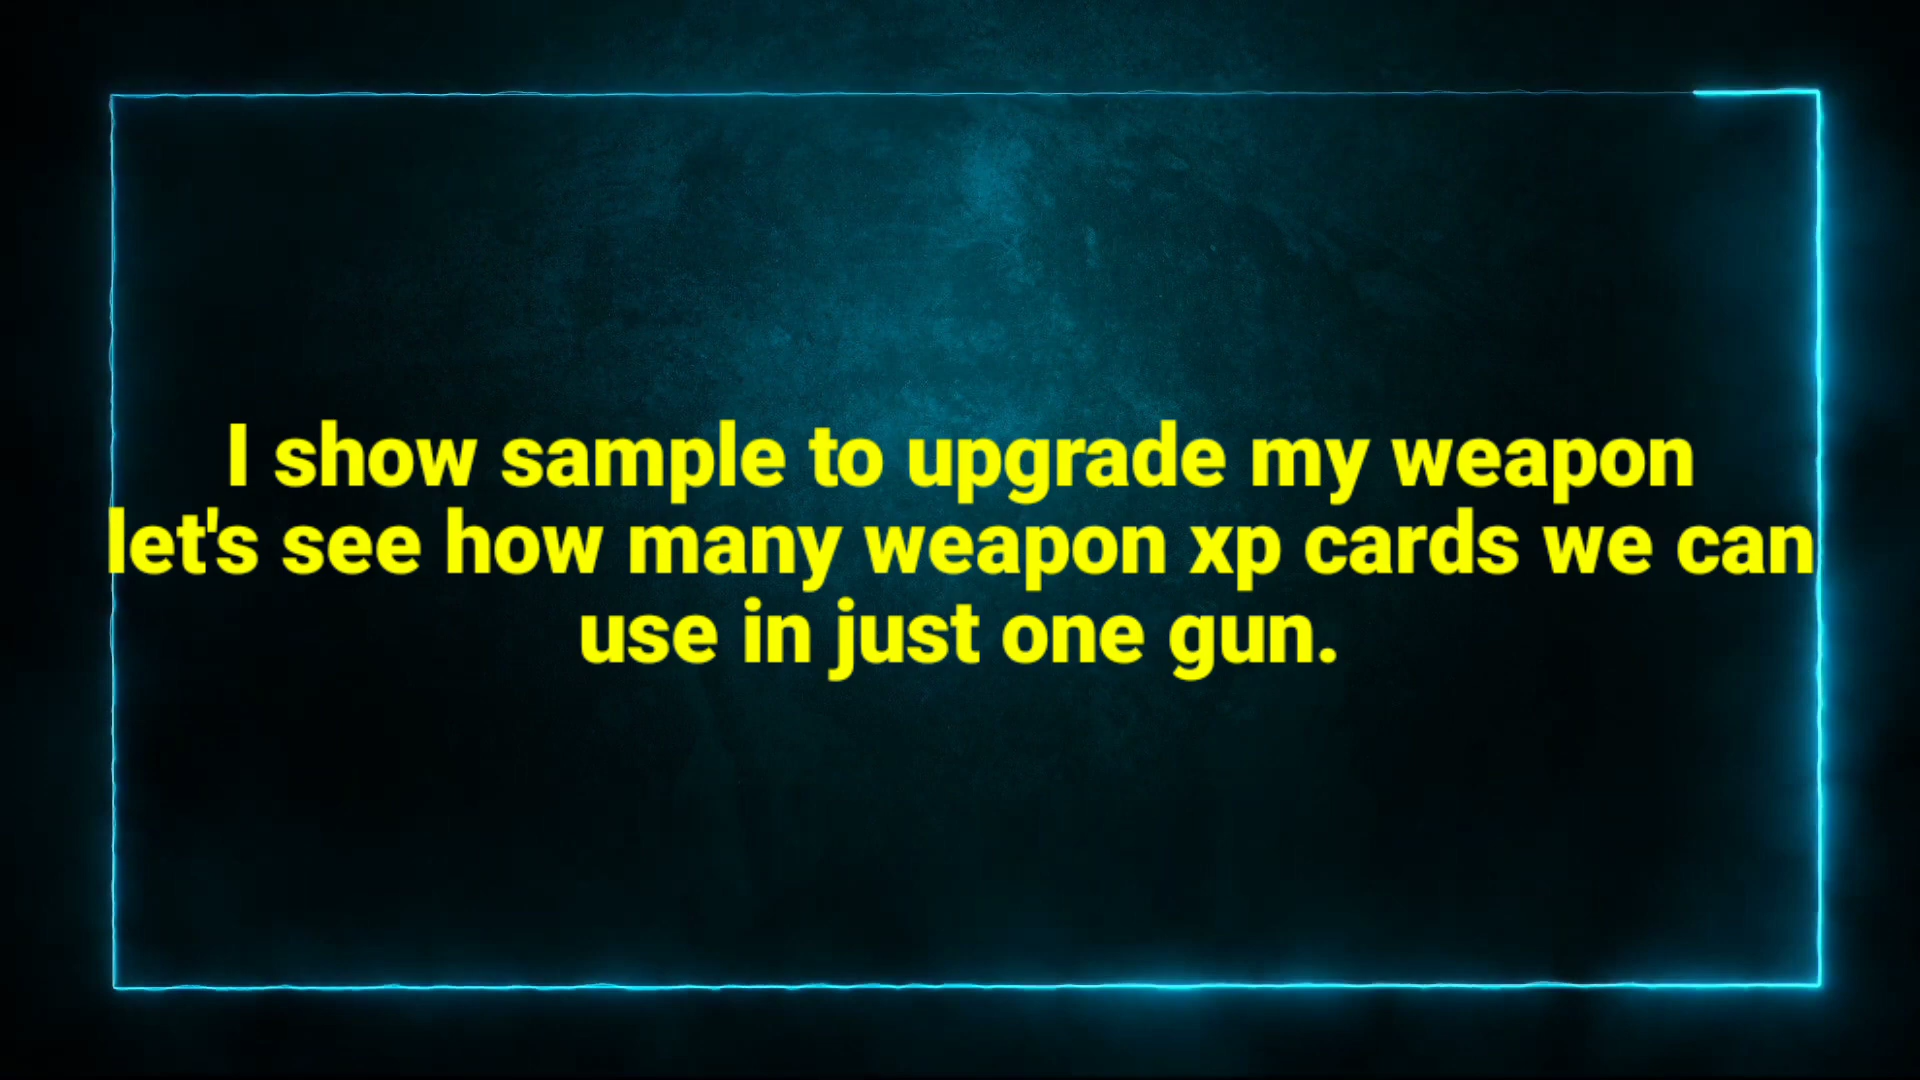 I show sample to upgrade my weapon
let's see how many weapon xp cards we can
use in just one gun.